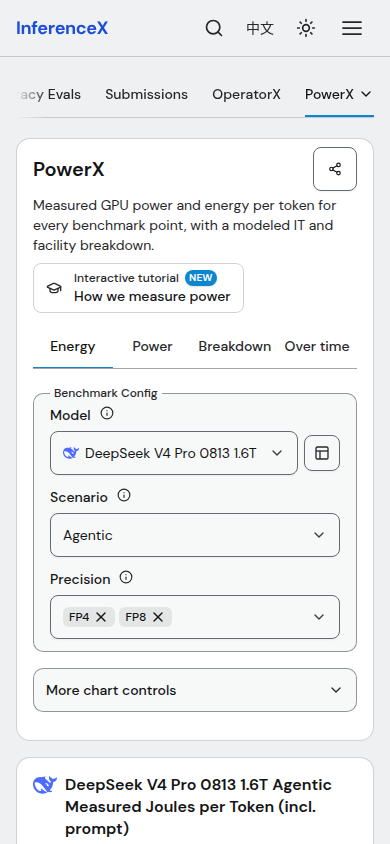 InferenceX
中文
acy Evals
Submissions
OperatorX
PowerX
PowerX
Measured GPU power and energy per token for
every benchmark point, with a modeled IT and
facility breakdown.
Interactive tutorial NEW
How we measure power
Energy
Power
Breakdown
Over time
Benchmark Config
Model
DeepSeek V4 Pro 0813 1.6T
Scenario
Agentic
Precision
FP4
FP8
More chart controls
DeepSeek V4 Pro 0813 1.6T Agentic
Measured Joules per Token (incl.
prompt)